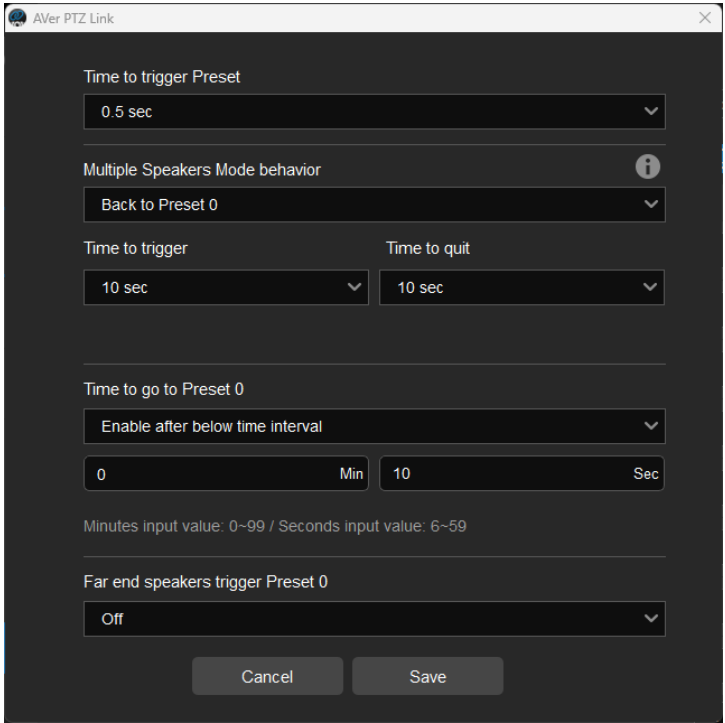 AVer PTZ Link
Time to trigger Preset
0.5 sec
Multiple Speakers Mode behavior
Back to Preset 0
Time to trigger Time to quit
10 sec 10 sec
Time to go to Preset 0
Enable after below time interval
0 Min 10 Sec
Minutes input value: 0~99 / Seconds input value: 6~59
Far end speakers trigger Preset 0
Off
Cancel Save